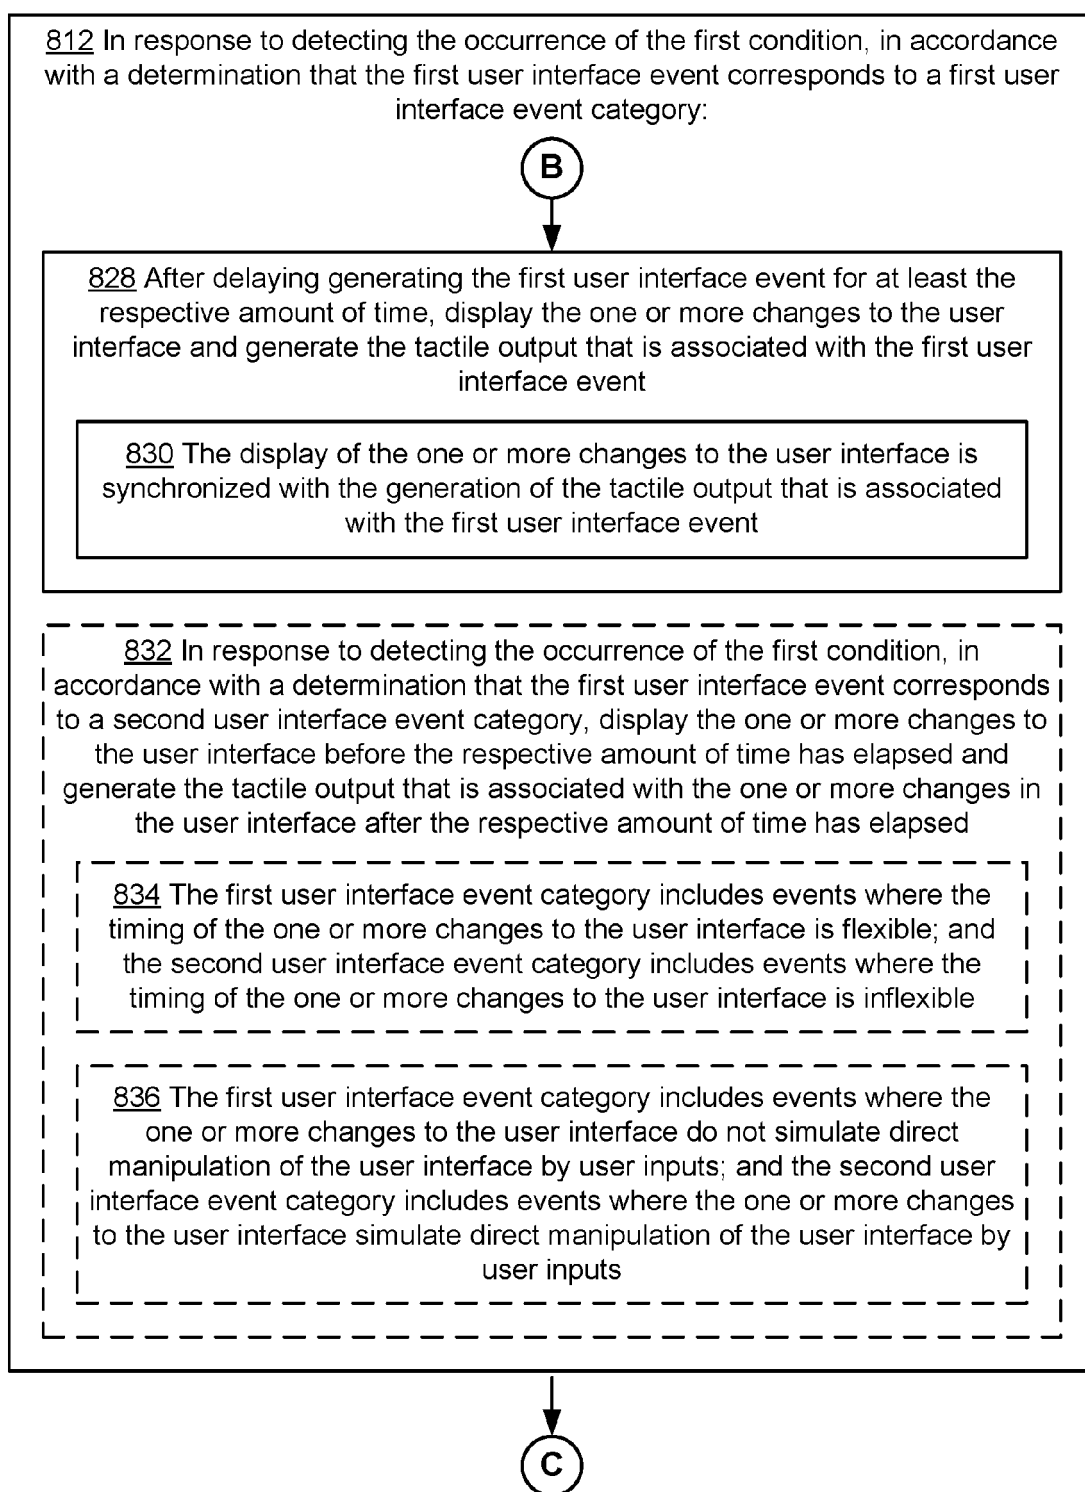 812 In response to detecting the occurrence of the first condition, in accordance
with a determination that the first user interface event corresponds to a first user
interface event category:
B
828 After delaying generating the first user interface event for at least the
respective amount of time, display the one or more changes to the user
interface and generate the tactile output that is associated with the first user
interface event
830 The display of the one or more changes to the user interface is
synchronized with the generation of the tactile output that is associated
with the first user interface event
832 In response to detecting the occurrence of the first condition, in
accordance with a determination that the first user interface event corresponds
to a second user interface event category, display the one or more changes to
the user interface before the respective amount of time has elapsed and
generate the tactile output that is associated with the one or more changes in
the user interface after the respective amount of time has elapsed
834 The first user interface event category includes events where the
timing of the one or more changes to the user interface is flexible; and
the second user interface event category includes events where the
timing of the one or more changes to the user interface is inflexible
836 The first user interface event category includes events where the
one or more changes to the user interface do not simulate direct
manipulation of the user interface by user inputs; and the second user
interface event category includes events where the one or more changes
to the user interface simulate direct manipulation of the user interface by
user inputs
C